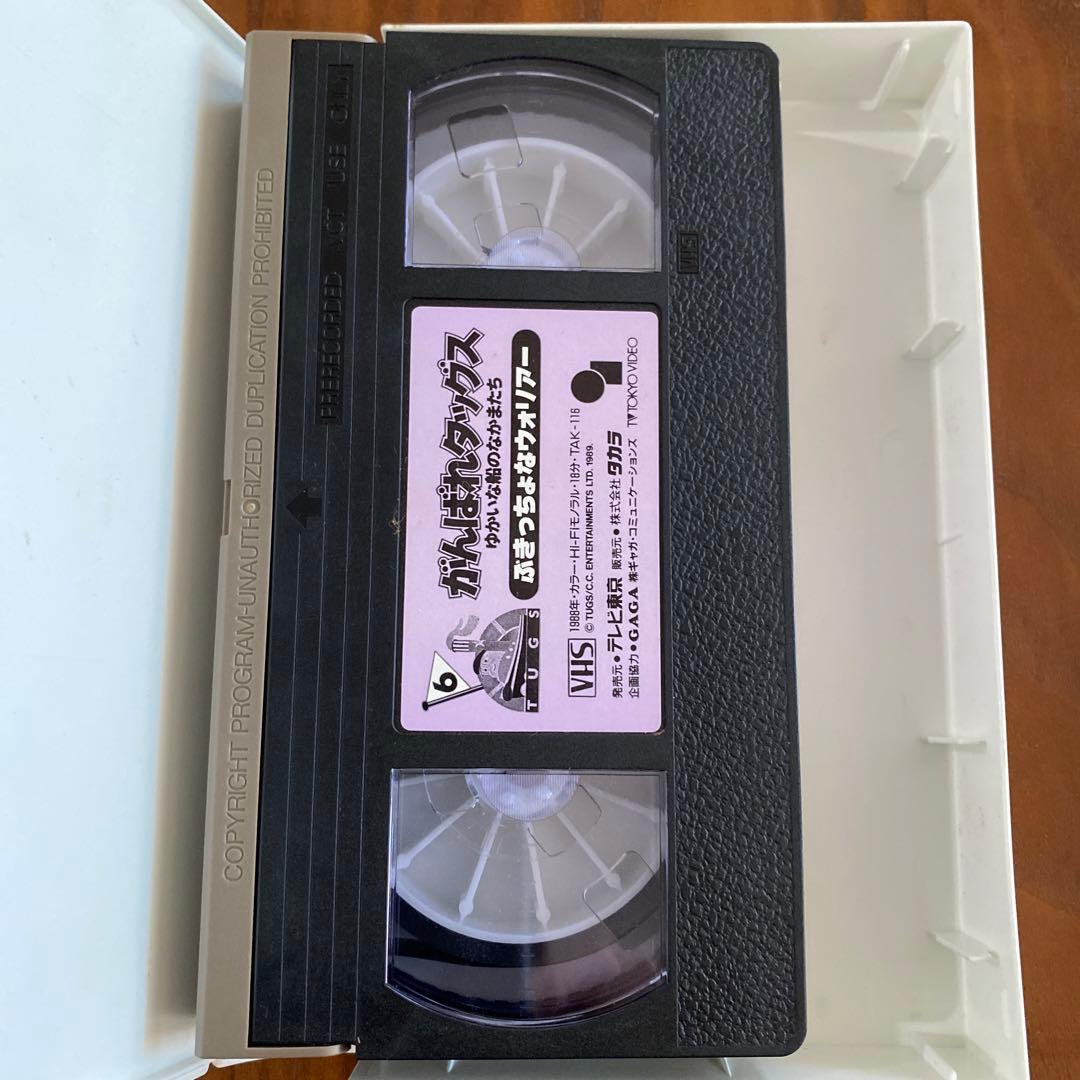 COPYRIGHT PROGRAM-UNAUTHORIZED DUPLICATION PROHIBITED
PRERECORDED NOT USE
6
TUGS
がんばれタッグス
ゆかいな船のなかまたち
ぶきっちょなウォリアー
VHS
1988年・カラー・HI-FIモノラル・18分・TAK-116
© TUGS/C.C. ENTERTAINMENTS LTD. 1989.
発売元●テレビ東京 販売元●株式会社タカラ
企画協力●GAGA 株ギャガ・コミュニケーションズ TV TOKYO VIDEO
VHS